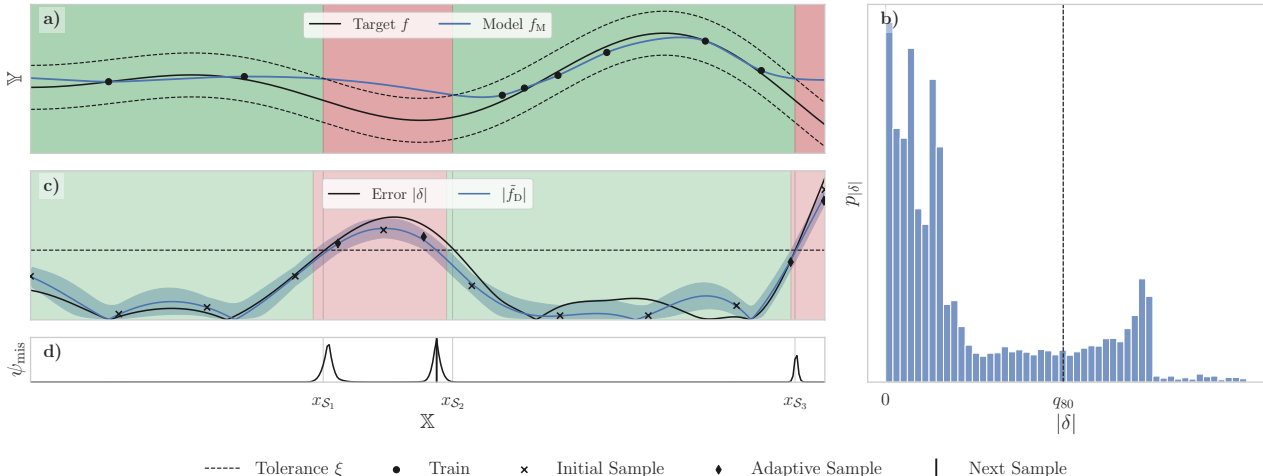 a)
Target f
Model f_M
𝕐
b)
p_|δ|
0
q_80
|δ|
c)
Error |δ|
|f̃_D|
d)
ψ_mis
x_𝒮₁
x_𝒮₂
x_𝒮₃
𝕏
Tolerance ξ
Train
Initial Sample
Adaptive Sample
Next Sample